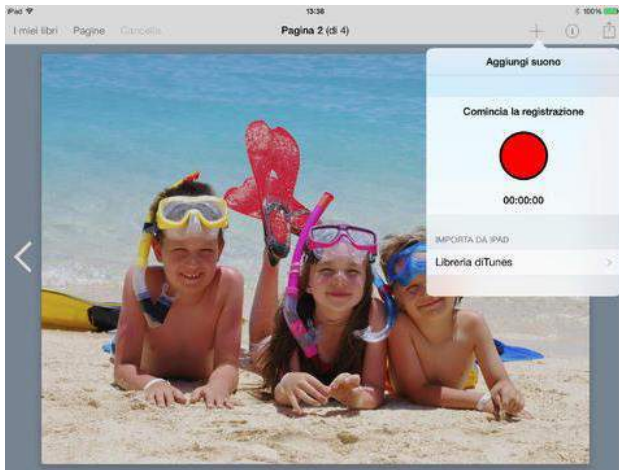 iPad
13:36
100%
I miei libri Pagine Cancella Pagina 2 (di 4)
Aggiungi suono
Comincia la registrazione
00:00:00
IMPORTA DA IPAD
Libreria diTunes